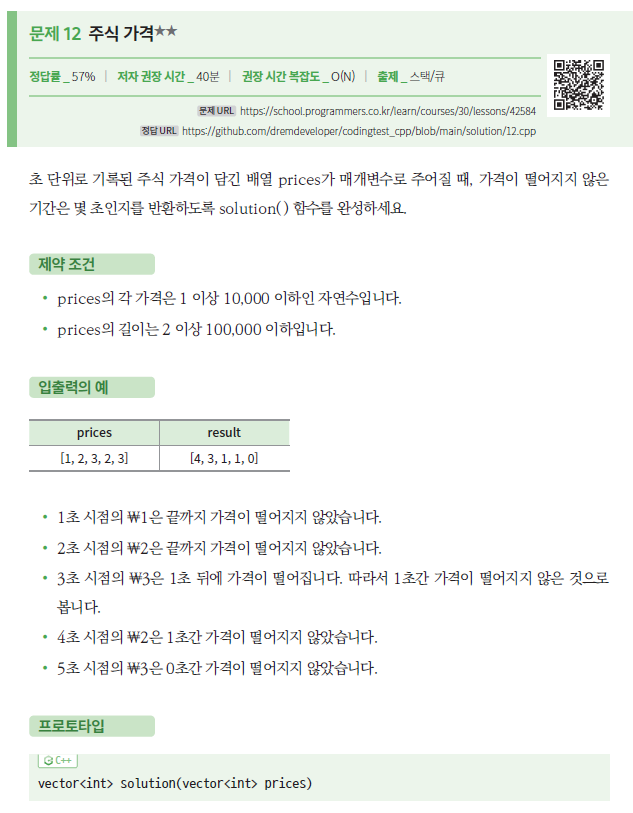 문제 12 주식 가격★★
정답률 _ 57% | 저자 권장 시간 _ 40분 | 권장 시간 복잡도 _ O(N) | 출제 _ 스택/큐
문제 URL https://school.programmers.co.kr/learn/courses/30/lessons/42584
정답 URL https://github.com/dremdeveloper/codingtest_cpp/blob/main/solution/12.cpp
초 단위로 기록된 주식 가격이 담긴 배열 prices가 매개변수로 주어질 때, 가격이 떨어지지 않은
기간은 몇 초인지를 반환하도록 solution( ) 함수를 완성하세요.
제약 조건
• prices의 각 가격은 1 이상 10,000 이하인 자연수입니다.
• prices의 길이는 2 이상 100,000 이하입니다.
입출력의 예
prices result
[1, 2, 3, 2, 3] [4, 3, 1, 1, 0]
• 1초 시점의 ₩1은 끝까지 가격이 떨어지지 않았습니다.
• 2초 시점의 ₩2은 끝까지 가격이 떨어지지 않았습니다.
• 3초 시점의 ₩3은 1초 뒤에 가격이 떨어집니다. 따라서 1초간 가격이 떨어지지 않은 것으로
봅니다.
• 4초 시점의 ₩2은 1초간 가격이 떨어지지 않았습니다.
• 5초 시점의 ₩3은 0초간 가격이 떨어지지 않았습니다.
프로토타입
C++
vector<int> solution(vector<int> prices)